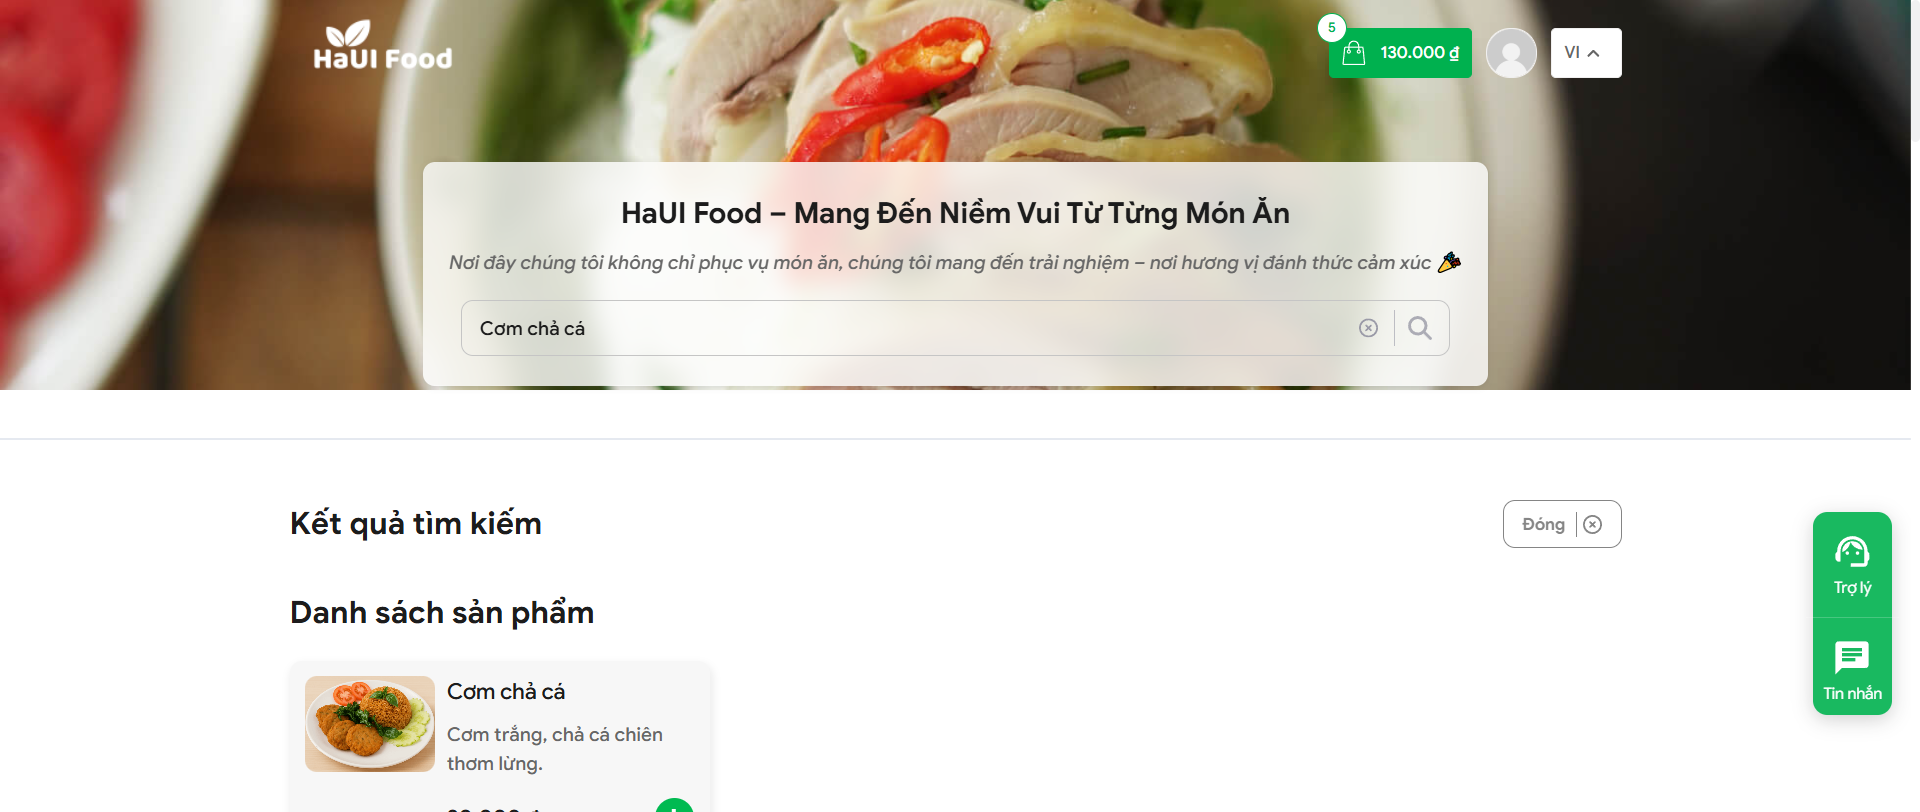 HaUI Food
5
130.000 ₫
VI
HaUI Food – Mang Đến Niềm Vui Từ Từng Món Ăn
Nơi đây chúng tôi không chỉ phục vụ món ăn, chúng tôi mang đến trải nghiệm – nơi hương vị đánh thức cảm xúc
Cơm chả cá
Kết quả tìm kiếm
Đóng
Trợ lý
Tin nhắn
Danh sách sản phẩm
Cơm chả cá
Cơm trắng, chả cá chiên
thơm lừng.